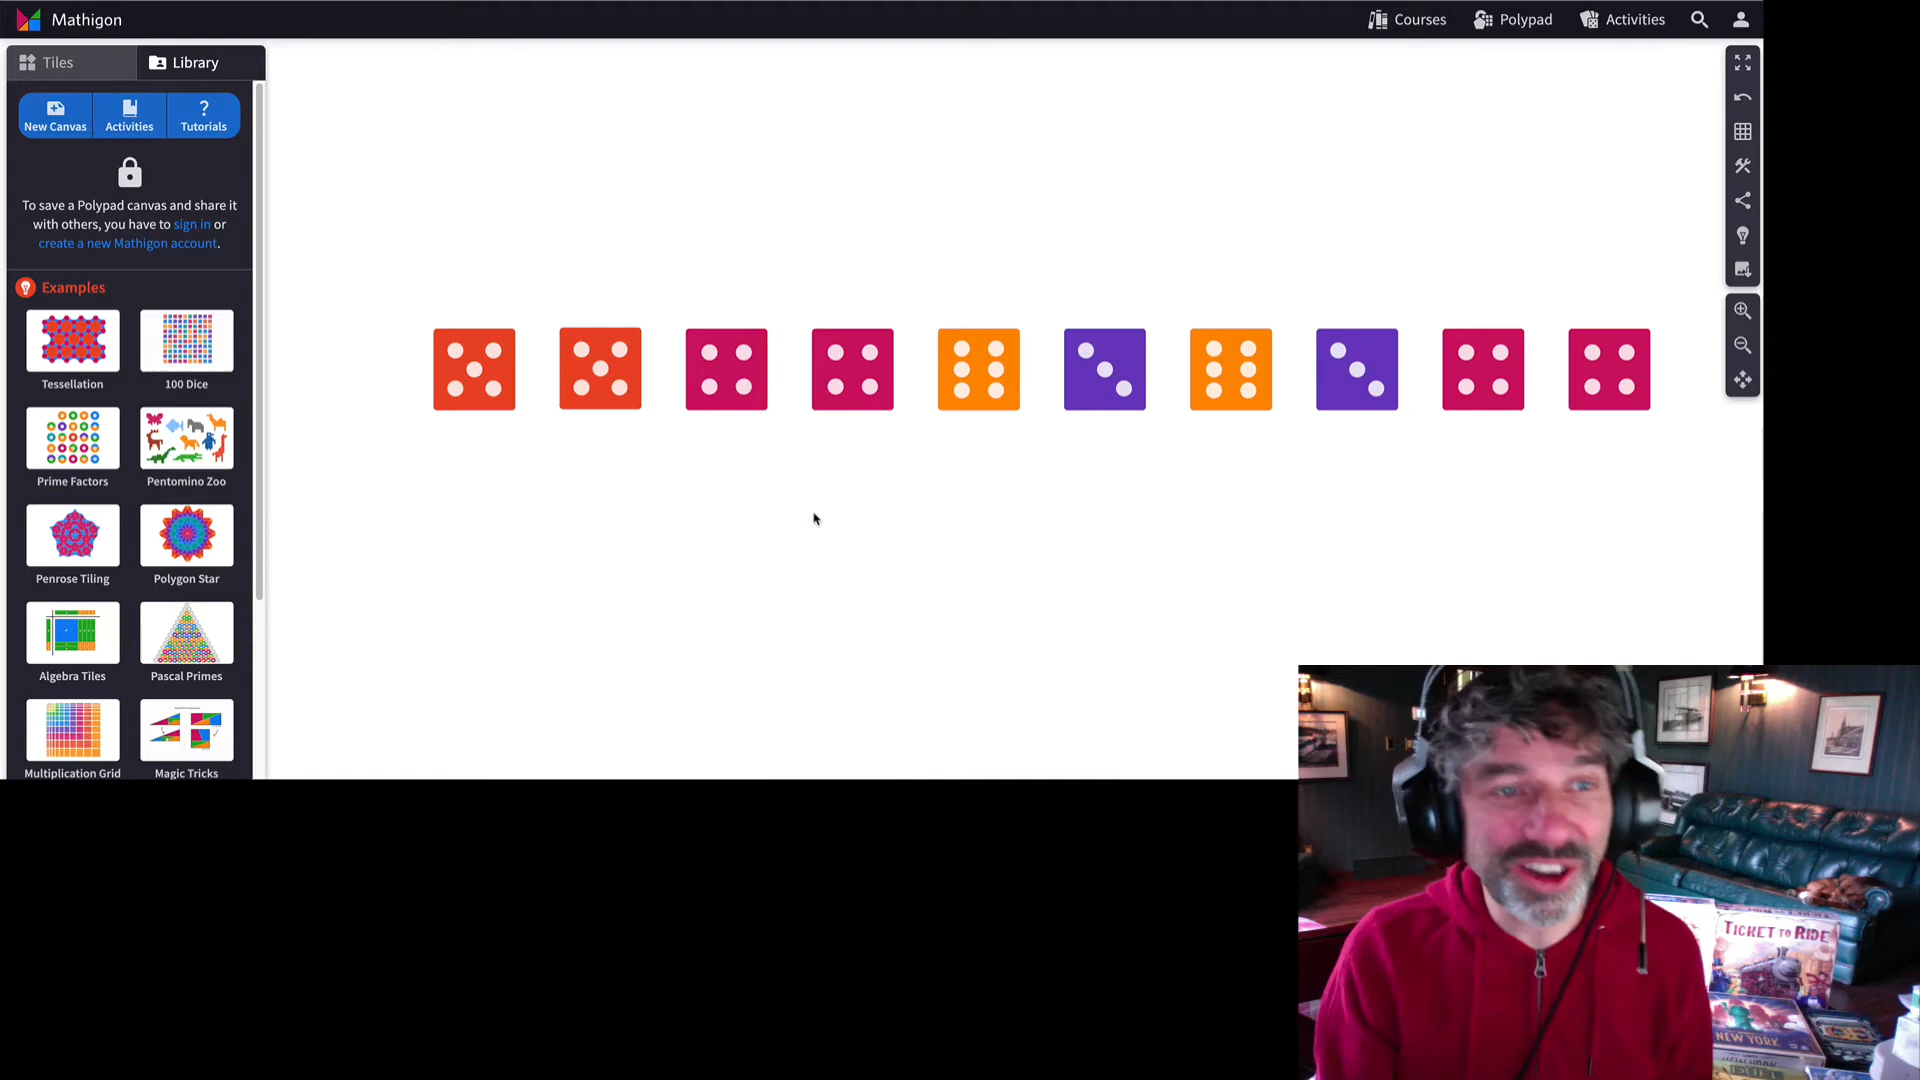 Mathigon
Courses
Polypad
Activities
Tiles
Library
New Canvas
Activities
?
Tutorials
To save a Polypad canvas and share it
with others, you have to sign in or
create a new Mathigon account.
Examples
Tessellation
100 Dice
Prime Factors
Pentomino Zoo
Penrose Tiling
Polygon Star
Algebra Tiles
Pascal Primes
Multiplication Grid
Magic Tricks
TICKET TO RIDE
NEW YORK